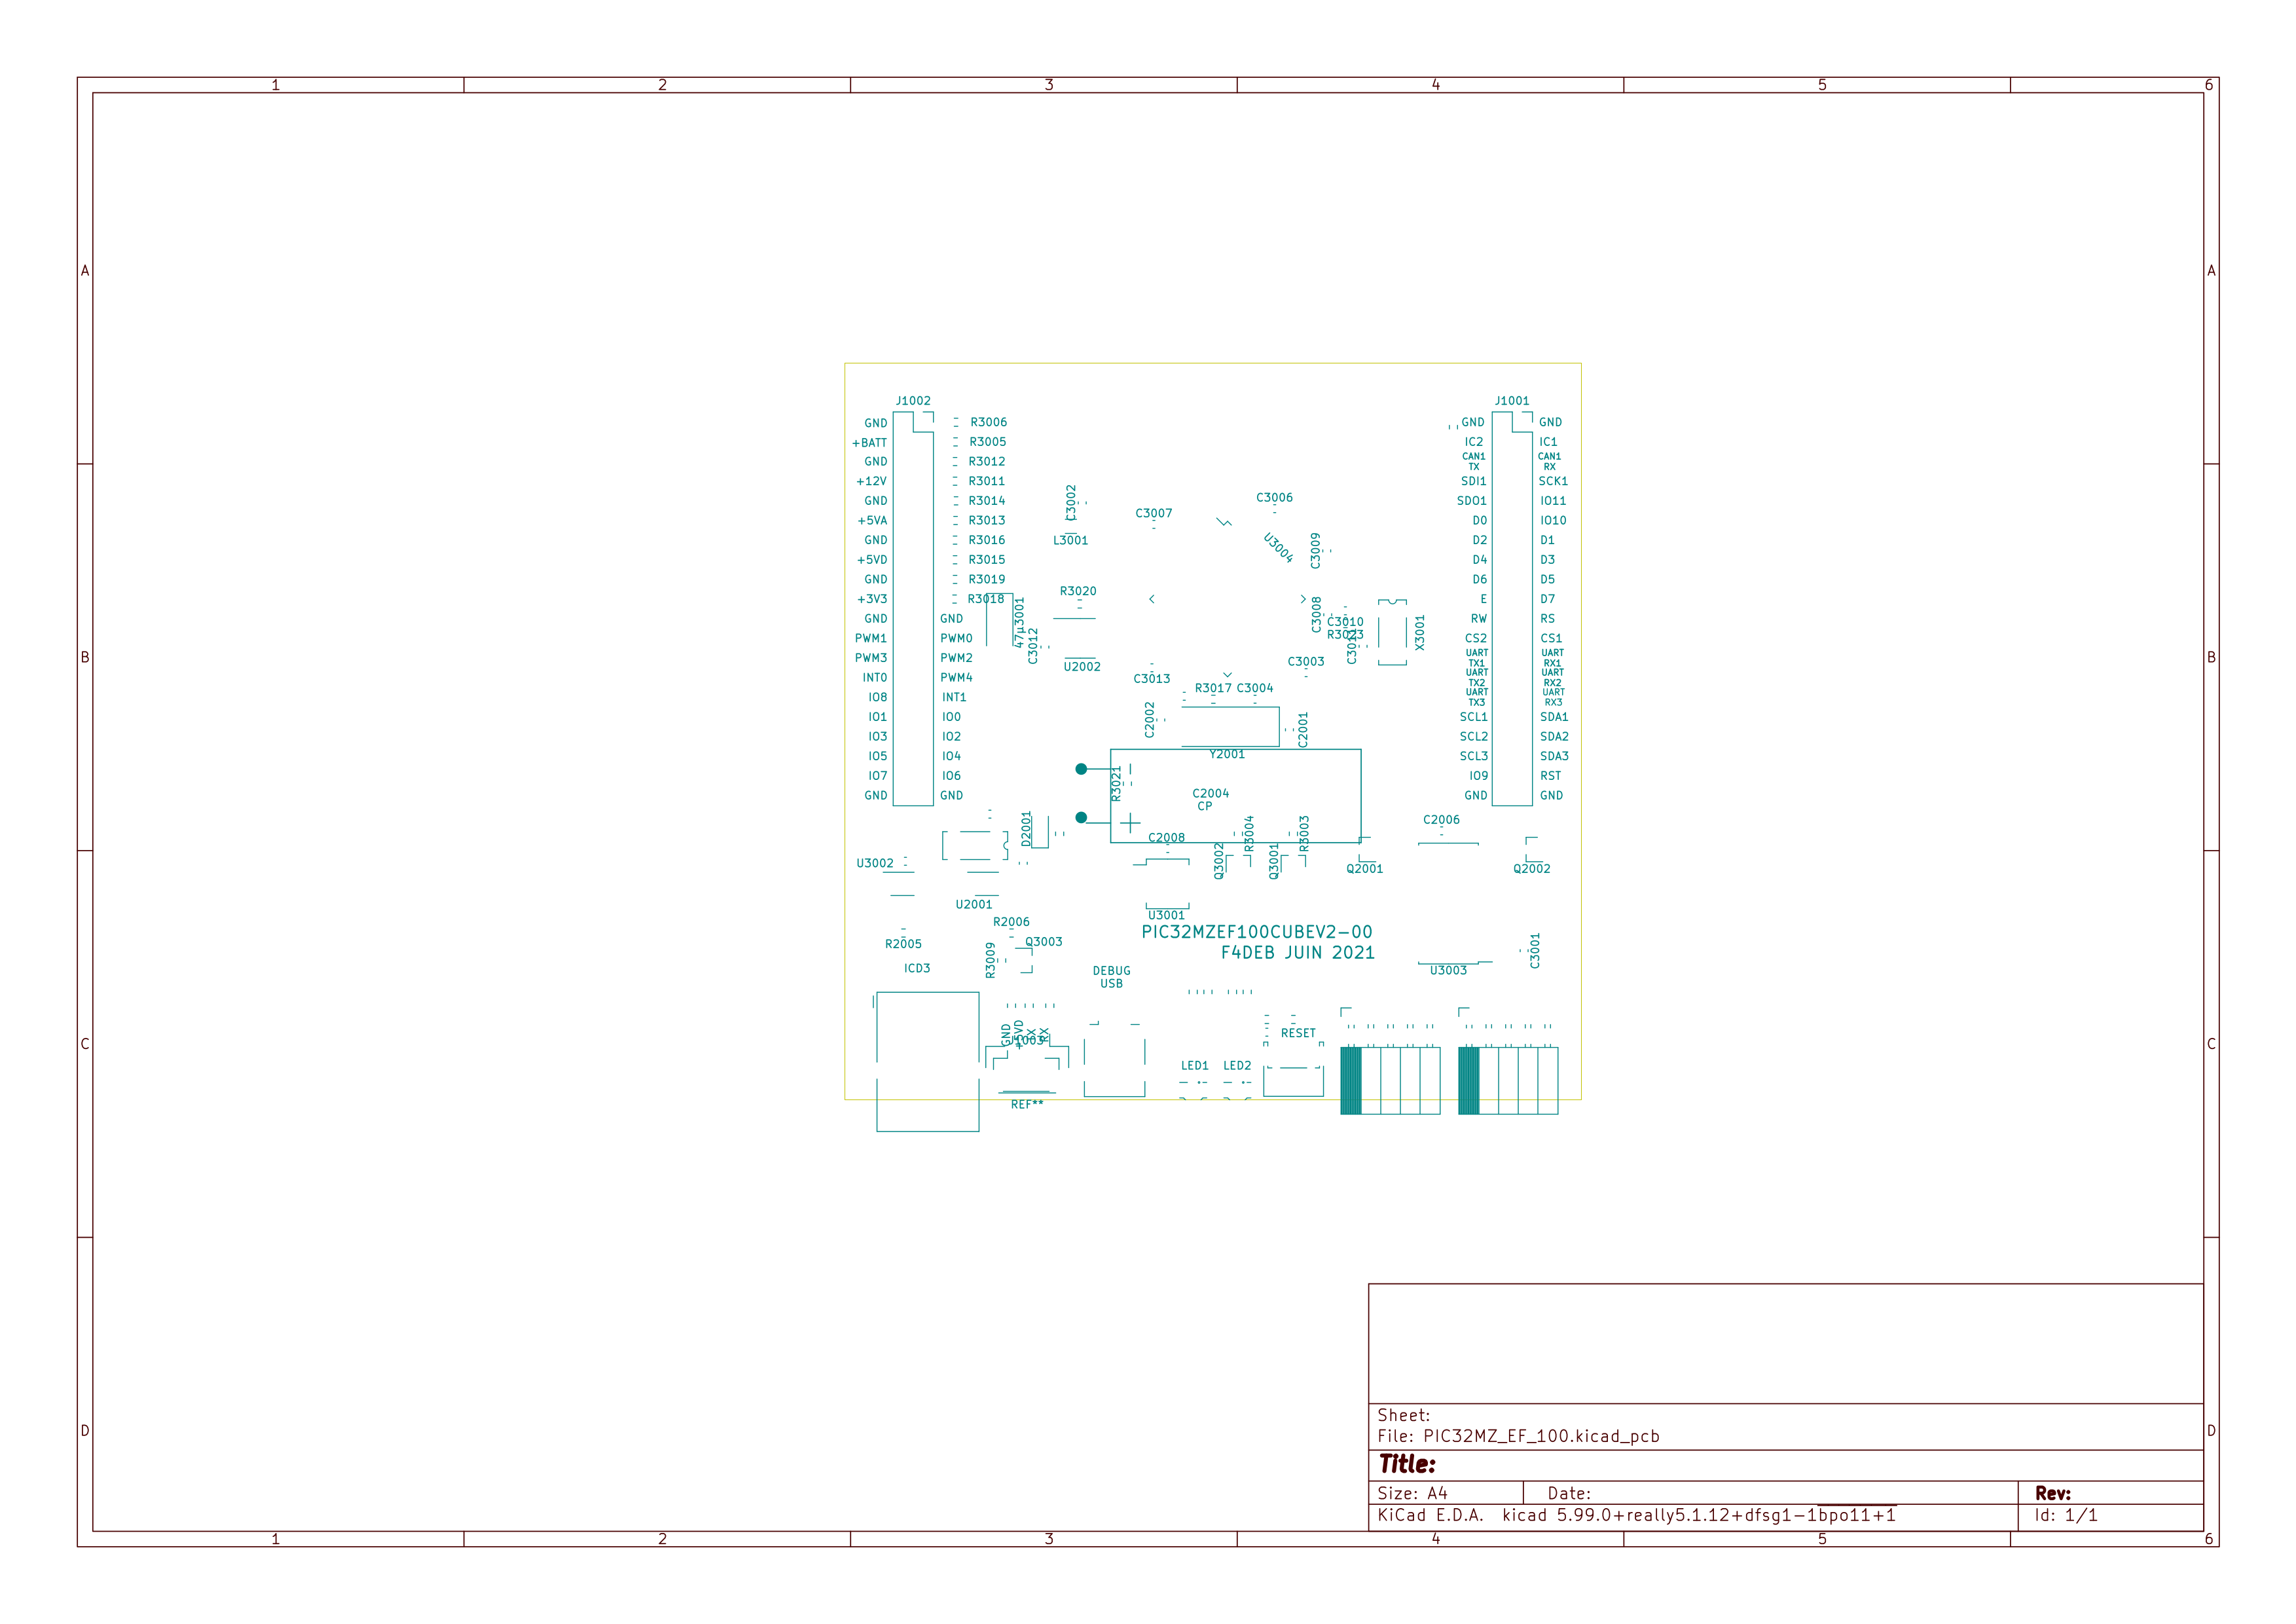 1 2 3 4 5 6
A A
J1002 J1001
GND R3006 GND GND
+BATT R3005 IC2 IC1
GND R3012 CAN1 TX CAN1 RX
+12V R3011 SDI1 SCK1
GND R3014 C3002 C3006 SDO1 IO11
+5VA R3013 C3007 D0 IO10
GND R3016 L3001 U3004 C3009 D2 D1
+5VD R3015 D4 D3
GND R3019 R3020 D6 D5
+3V3 R3018 E D7
GND GND 47µ3001 C3008 C3010 RW RS
PWM1 PWM0 C3012 R3023 C3011 X3001 CS2 CS1
PWM3 PWM2 U2002 C3003 UART TX1 UART RX1
B B
INT0 PWM4 C3013 UART TX2 UART RX2
IO8 INT1 R3017 C3004 UART TX3 UART RX3
IO1 IO0 C2002 C2001 SCL1 SDA1
IO3 IO2 SCL2 SDA2
IO5 IO4 Y2001 SCL3 SDA3
IO7 IO6 R3021 IO9 RST
GND GND C2004 GND GND
CP
D2001 C2008 R3004 R3003 C2006
U3002 Q3002 Q3001 Q2001 Q2002
U2001 U3001
R2006 PIC32MZEF100CUBEV2-00
R2005 Q3003 F4DEB JUIN 2021
R3009 C3001
ICD3 DEBUG U3003
USB
GND +5VD TX RX RESET
J1003
C C
LED1 LED2
REF**
Sheet:
File: PIC32MZ_EF_100.kicad_pcb
D D
Title:
Size: A4 Date: Rev:
KiCad E.D.A. kicad 5.99.0+really5.1.12+dfsg1-1bpo11+1 Id: 1/1
1 2 3 4 5 6